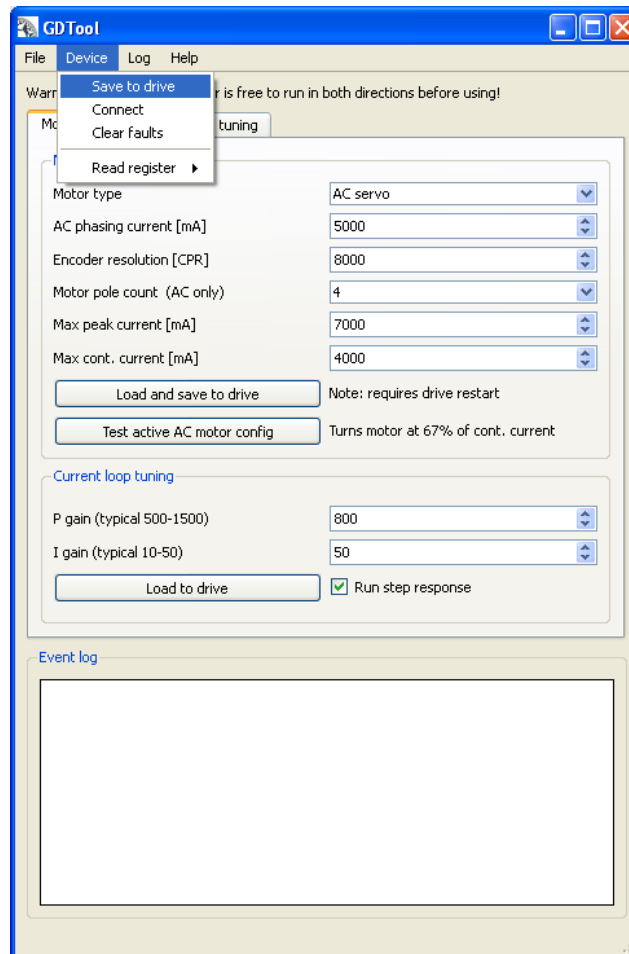 GDTool
File Device Log Help
Save to drive
Connect
Clear faults
Read register
r is free to run in both directions before using!
tuning
Motor type AC servo
AC phasing current [mA] 5000
Encoder resolution [CPR] 8000
Motor pole count (AC only) 4
Max peak current [mA] 7000
Max cont. current [mA] 4000
Load and save to drive Note: requires drive restart
Test active AC motor config Turns motor at 67% of cont. current
Current loop tuning
P gain (typical 500-1500) 800
I gain (typical 10-50) 50
Load to drive Run step response
Event log